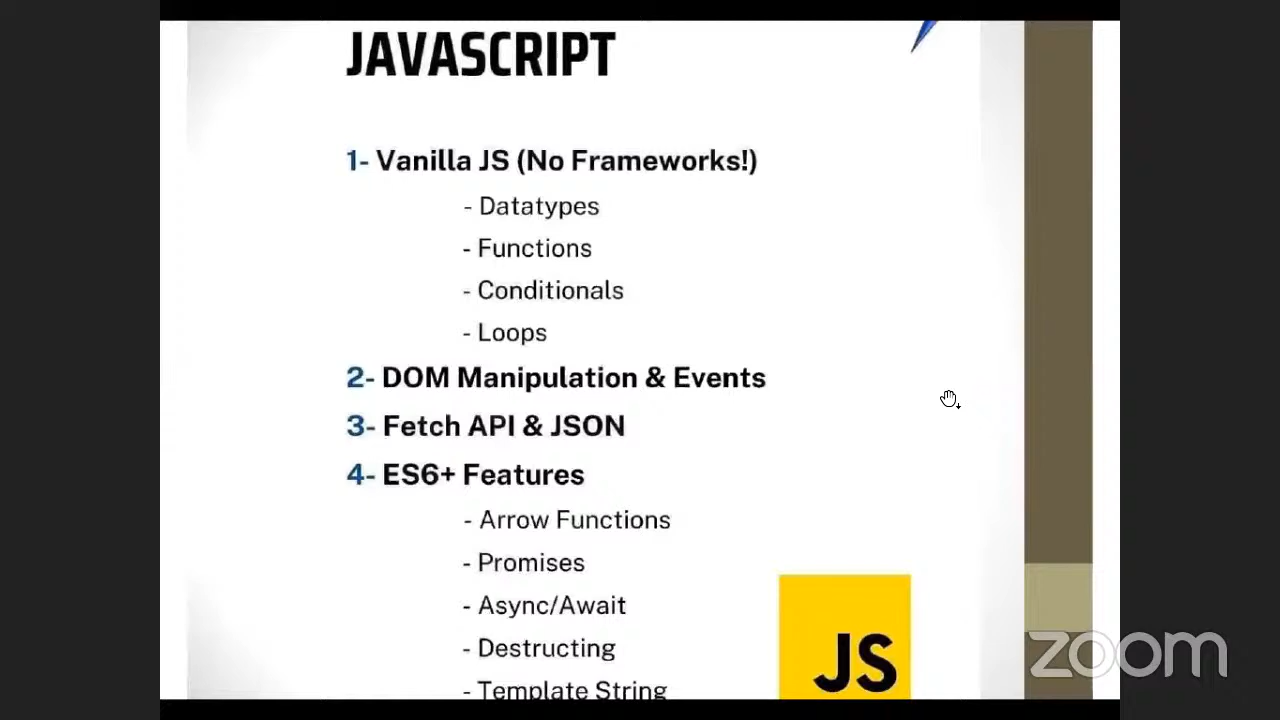 JAVASCRIPT
1- Vanilla JS (No Frameworks!)
- Datatypes
- Functions
- Conditionals
- Loops
2- DOM Manipulation & Events
3- Fetch API & JSON
4- ES6+ Features
- Arrow Functions
- Promises
- Async/Await
- Destructing
- Template String
JS
zoom